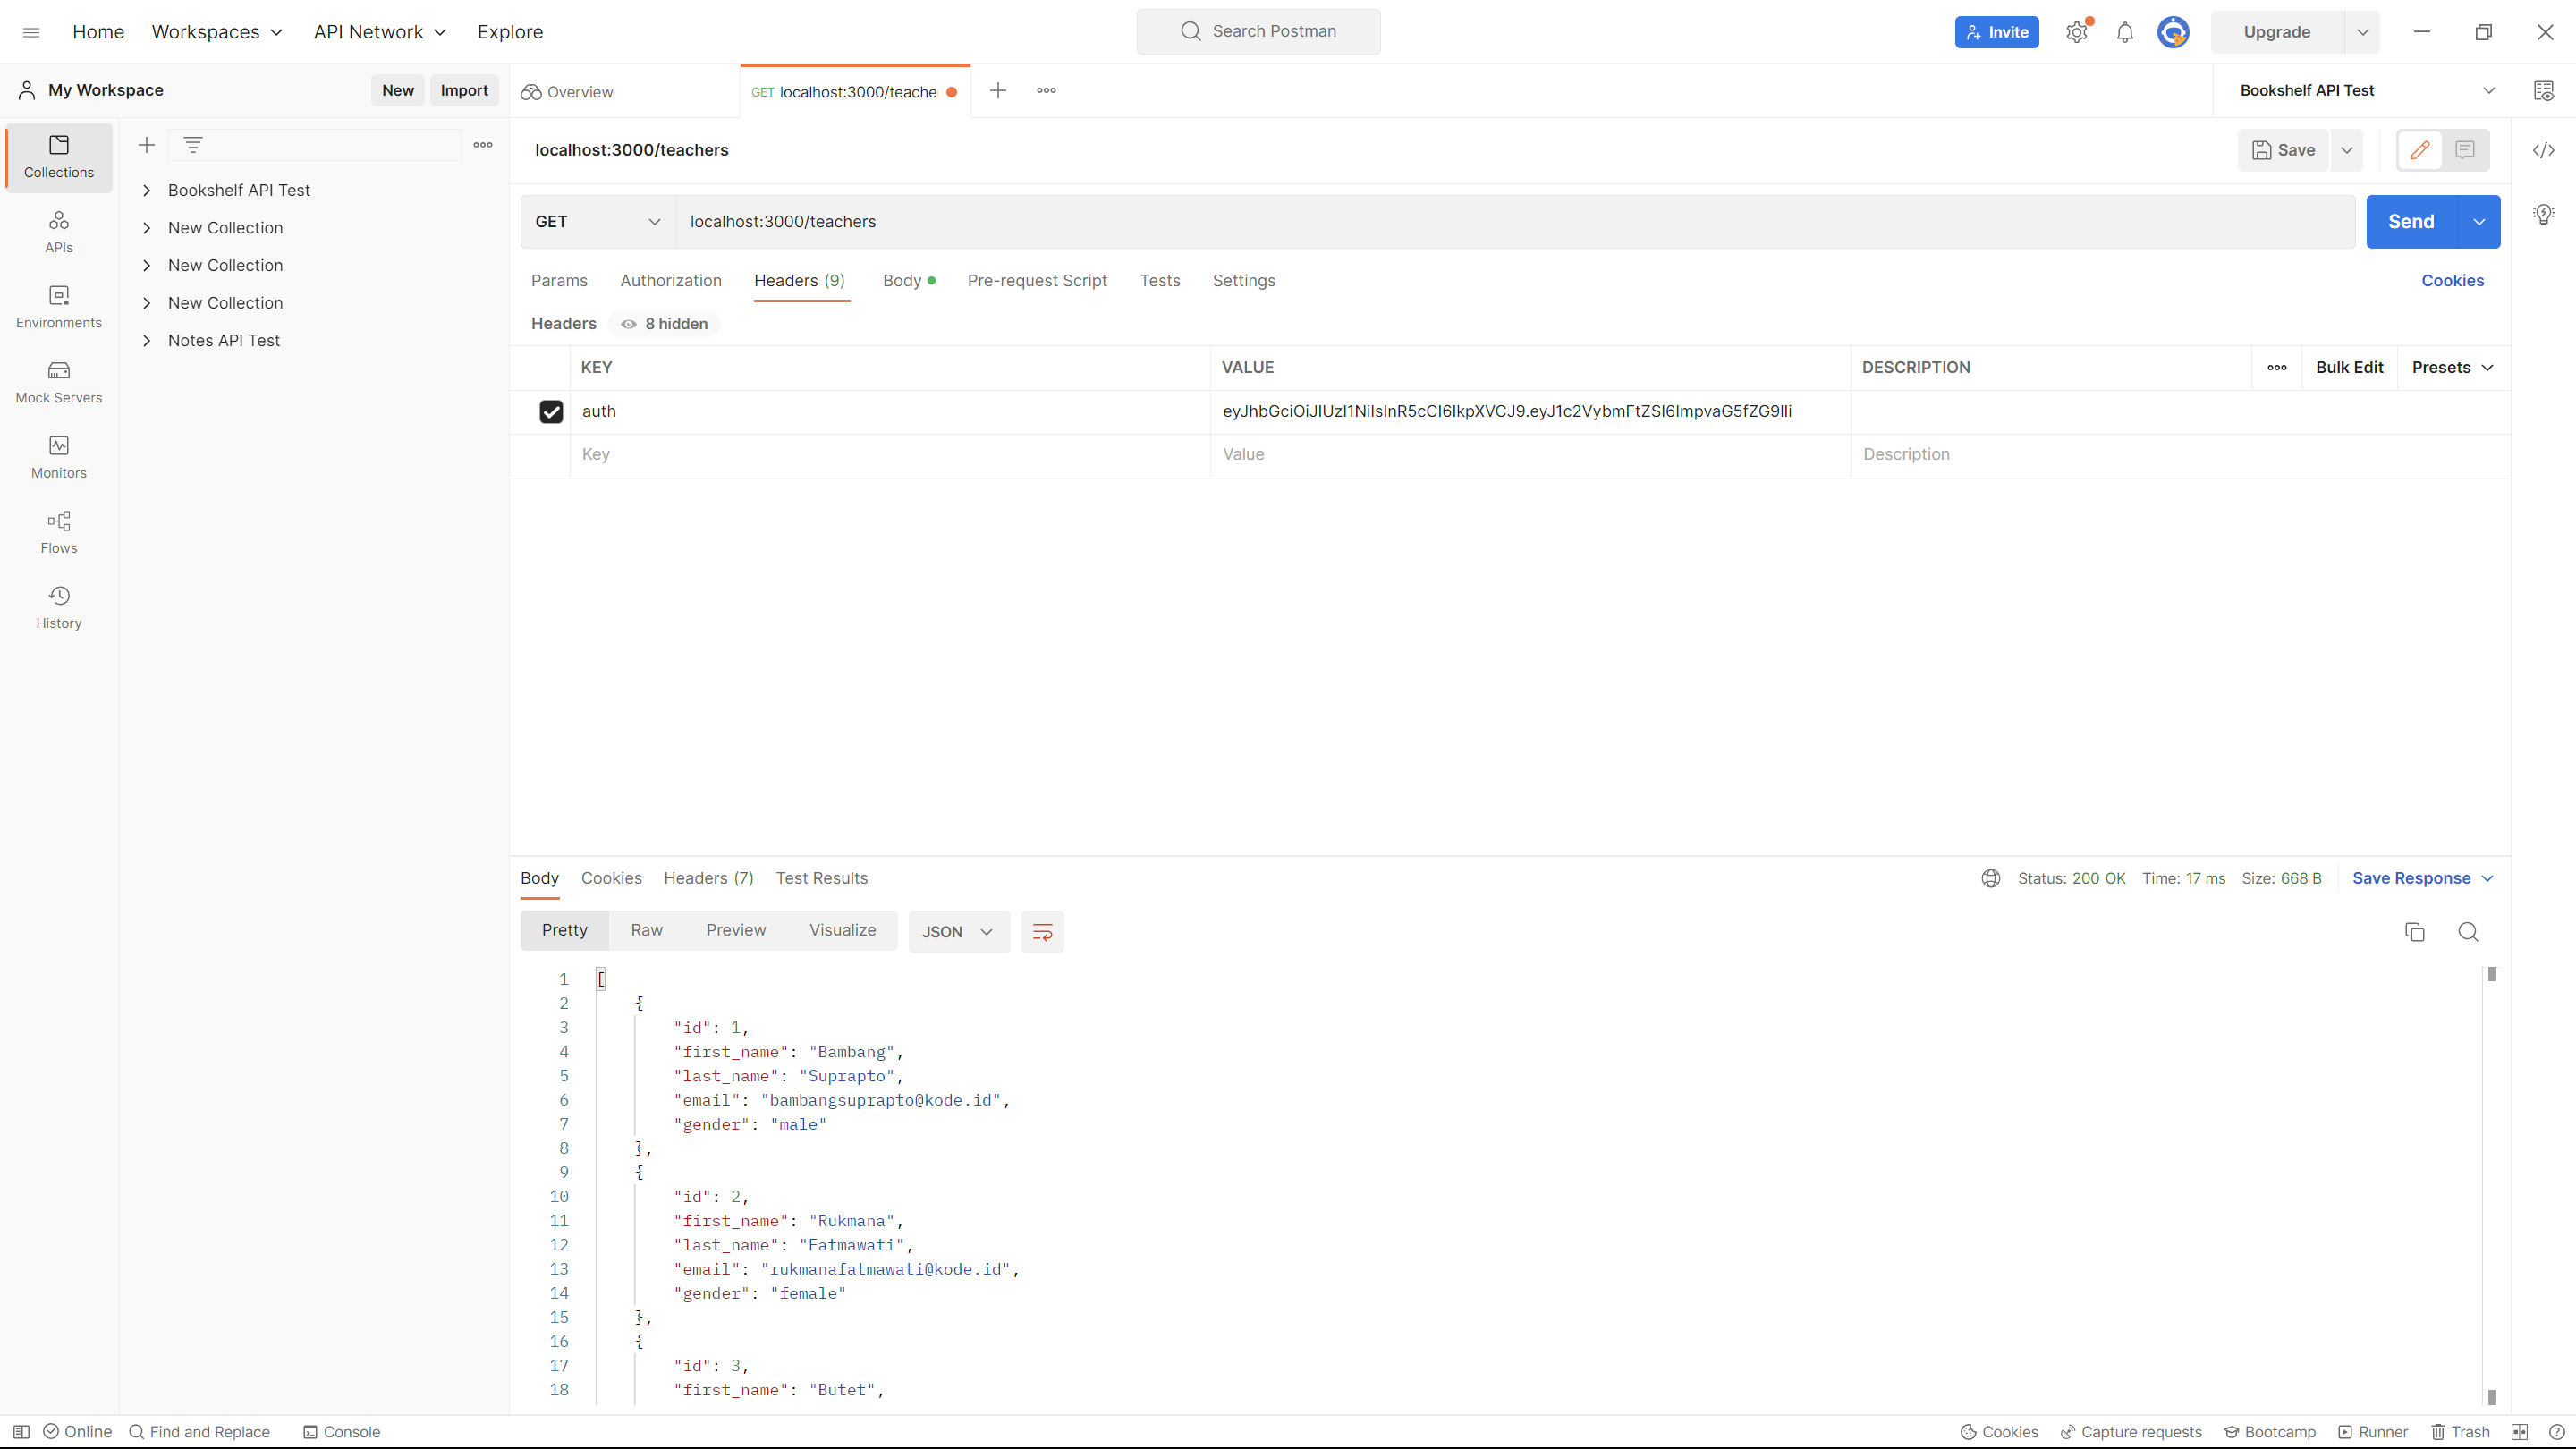 Home Workspaces API Network Explore
Search Postman
Invite
Upgrade
My Workspace
New
Import
Overview
GET localhost:3000/teache
Bookshelf API Test
Collections
APIs
Environments
Mock Servers
Monitors
Flows
History
Bookshelf API Test
New Collection
New Collection
New Collection
Notes API Test
localhost:3000/teachers
Save
GET
localhost:3000/teachers
Send
Params Authorization Headers (9) Body Pre-request Script Tests Settings
Cookies
Headers 8 hidden
KEY VALUE DESCRIPTION
Bulk Edit Presets
auth eyJhbGciOiJIUzI1NiIsInR5cCI6IkpXVCJ9.eyJ1c2VybmFtZSI6ImpvaG5fZG9lIi
Key Value Description
Body Cookies Headers (7) Test Results
Status: 200 OK Time: 17 ms Size: 668 B
Save Response
Pretty Raw Preview Visualize JSON
1 [
2 {
3 "id": 1,
4 "first_name": "Bambang",
5 "last_name": "Suprapto",
6 "email": "bambangsuprapto@kode.id",
7 "gender": "male"
8 },
9 {
10 "id": 2,
11 "first_name": "Rukmana",
12 "last_name": "Fatmawati",
13 "email": "rukmanafatmawati@kode.id",
14 "gender": "female"
15 },
16 {
17 "id": 3,
18 "first_name": "Butet",
Online Find and Replace Console
Cookies Capture requests Bootcamp Runner Trash